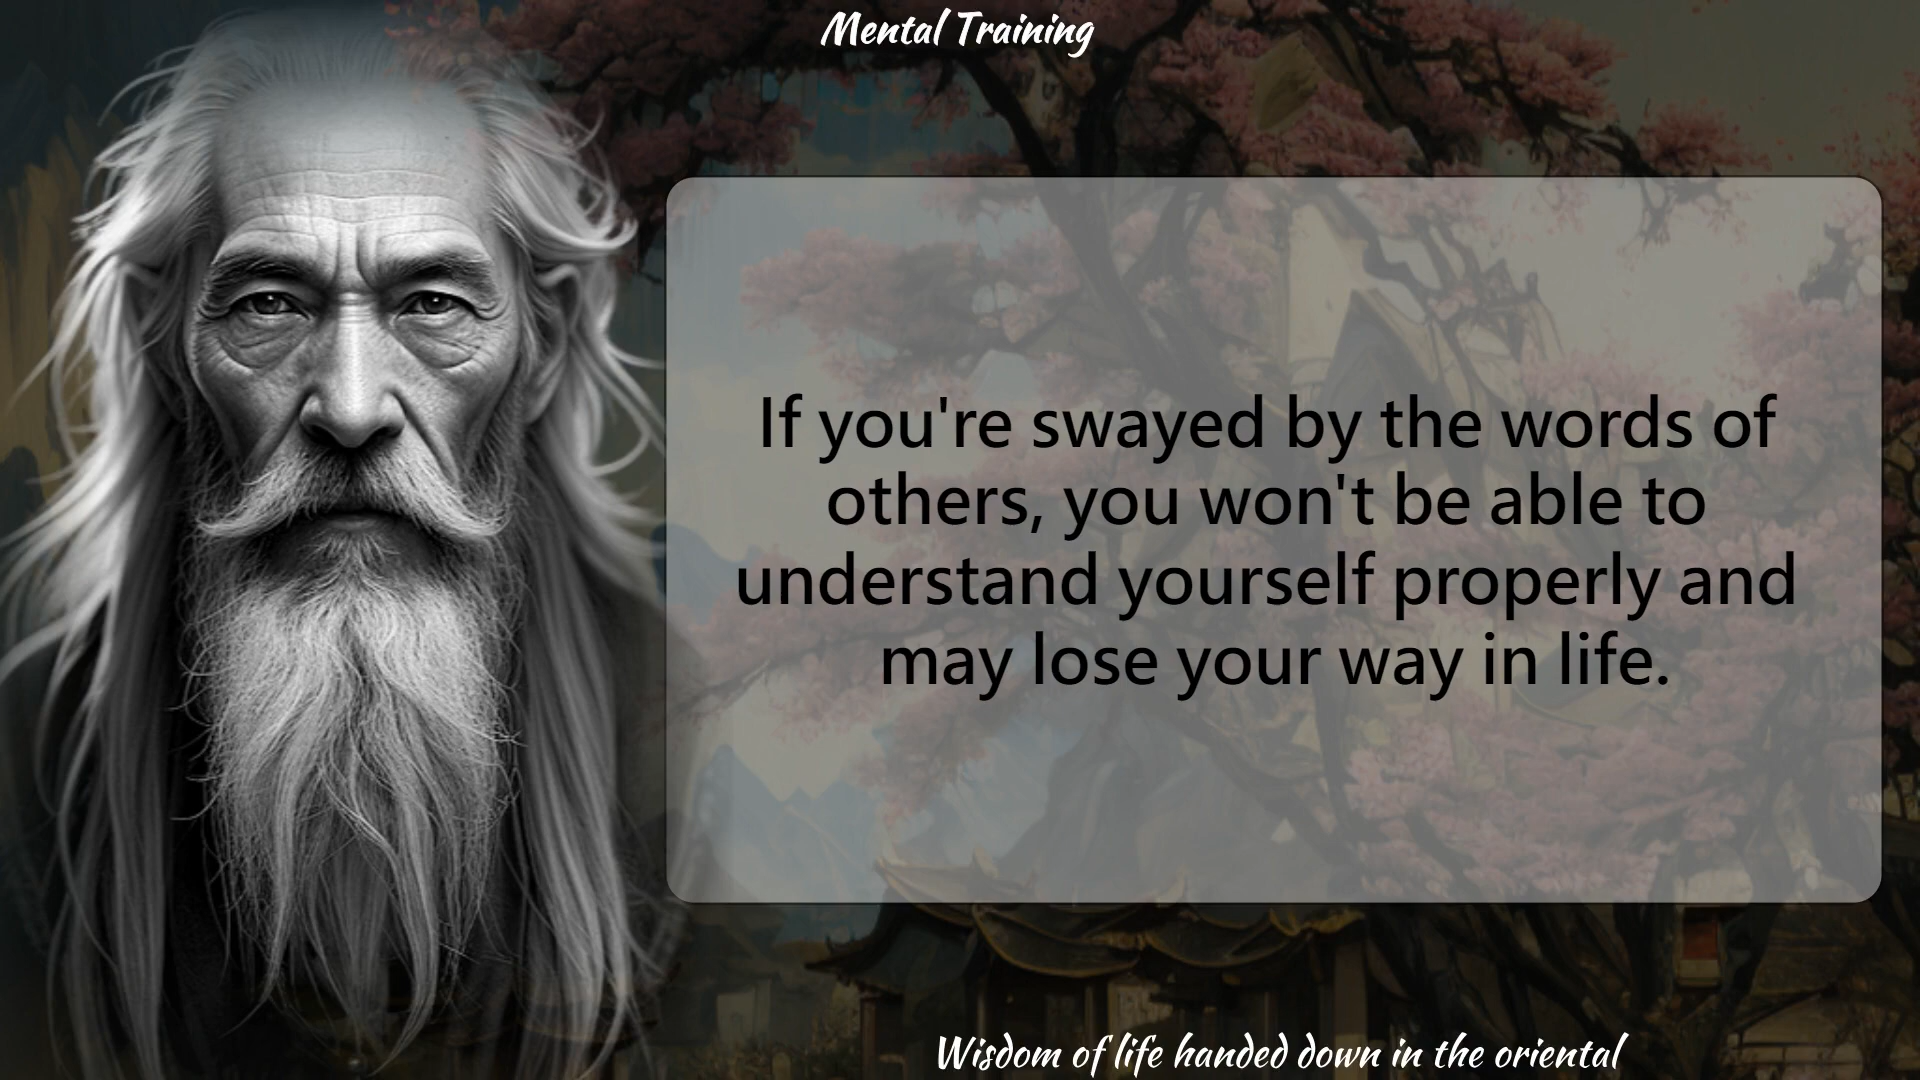 Mental Training
If you're swayed by the words of
others, you won't be able to
understand yourself properly and
may lose your way in life.
Wisdom of life handed down in the oriental